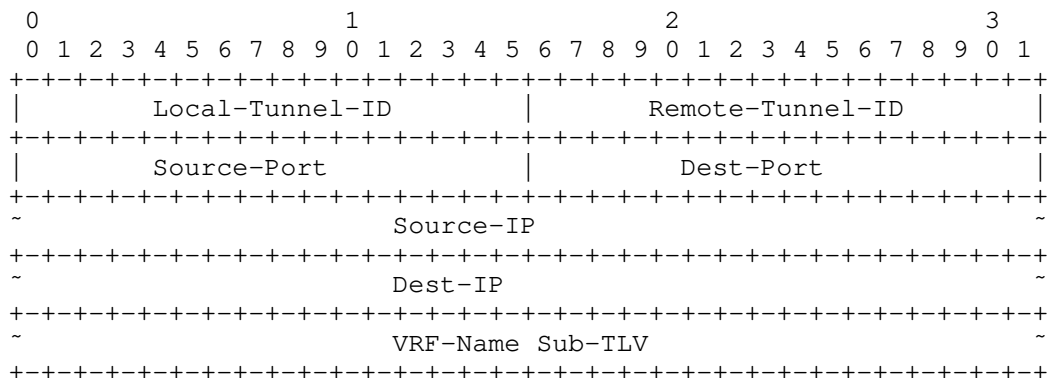 0                   1                   2                   3
 0 1 2 3 4 5 6 7 8 9 0 1 2 3 4 5 6 7 8 9 0 1 2 3 4 5 6 7 8 9 0 1
+-+-+-+-+-+-+-+-+-+-+-+-+-+-+-+-+-+-+-+-+-+-+-+-+-+-+-+-+-+-+-+-+
|        Local-Tunnel-ID        |       Remote-Tunnel-ID        |
+-+-+-+-+-+-+-+-+-+-+-+-+-+-+-+-+-+-+-+-+-+-+-+-+-+-+-+-+-+-+-+-+
|        Source-Port            |         Dest-Port             |
+-+-+-+-+-+-+-+-+-+-+-+-+-+-+-+-+-+-+-+-+-+-+-+-+-+-+-+-+-+-+-+-+
~                       Source-IP                               ~
+-+-+-+-+-+-+-+-+-+-+-+-+-+-+-+-+-+-+-+-+-+-+-+-+-+-+-+-+-+-+-+-+
~                       Dest-IP                                 ~
+-+-+-+-+-+-+-+-+-+-+-+-+-+-+-+-+-+-+-+-+-+-+-+-+-+-+-+-+-+-+-+-+
~                       VRF-Name Sub-TLV                        ~
+-+-+-+-+-+-+-+-+-+-+-+-+-+-+-+-+-+-+-+-+-+-+-+-+-+-+-+-+-+-+-+-+